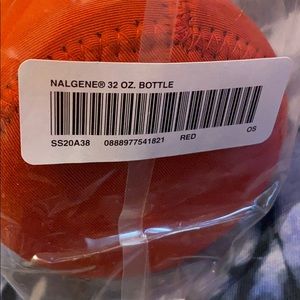 NALGENE® 32 OZ. BOTTLE
SS20A38 0888977541821 RED OS